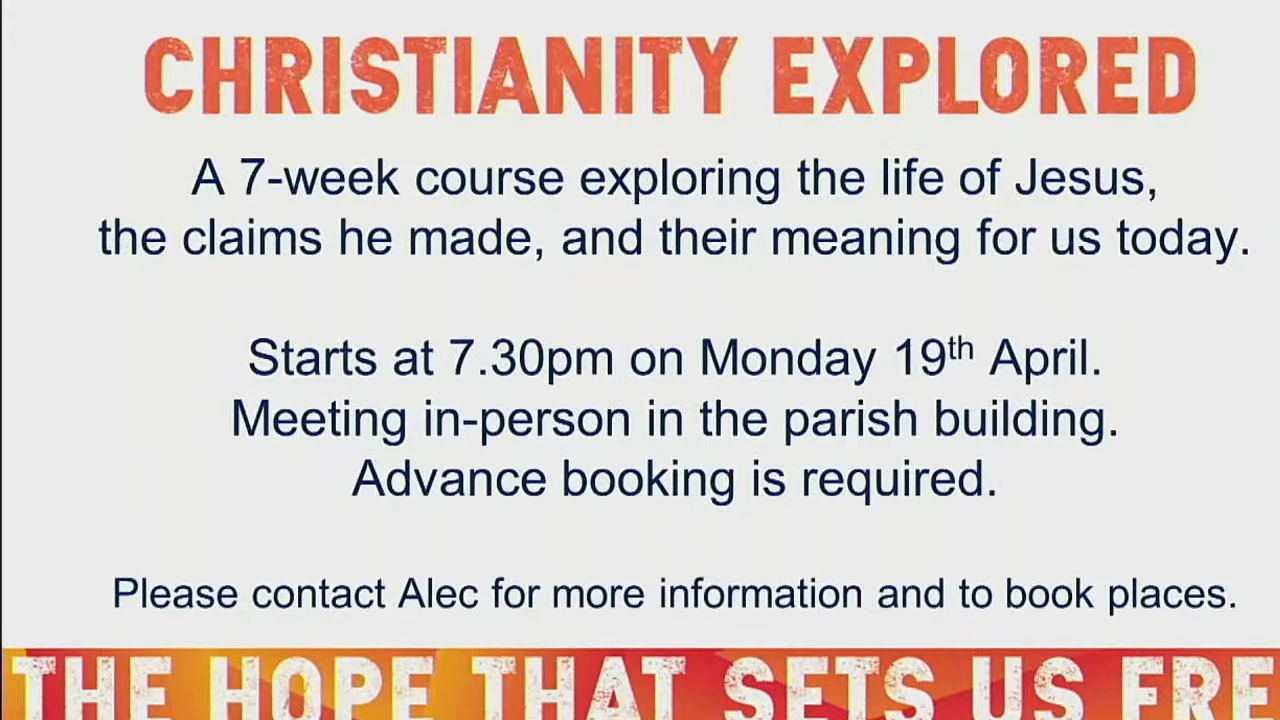 CHRISTIANITY EXPLORED
A 7-week course exploring the life of Jesus,
the claims he made, and their meaning for us today.
Starts at 7.30pm on Monday 19th April.
Meeting in-person in the parish building.
Advance booking is required.
Please contact Alec for more information and to book places.
THE HOPE THAT SETS US FRE